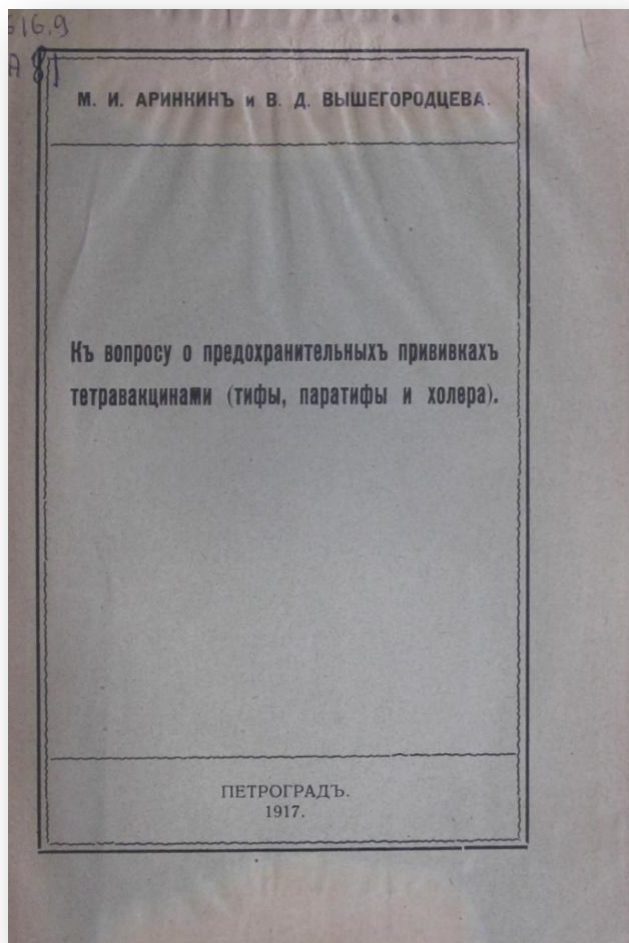 616.9
А 81
М. И. АРИНКИНЪ и В. Д. ВЫШЕГОРОДЦЕВА.
Къ вопросу о предохранительныхъ прививкахъ
тетравакцинами (тифы, паратифы и холера).
ПЕТРОГРАДЪ.
1917.